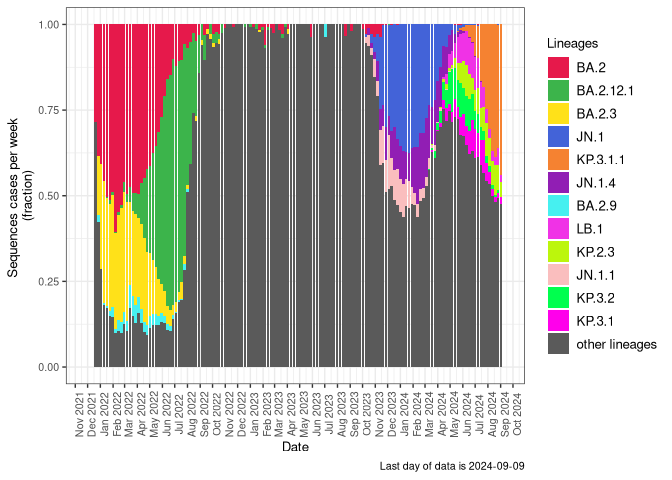 1.00
0.75
0.50
0.25
0.00
Sequences cases per week
(fraction)
Nov 2021
Dec 2021
Jan 2022
Feb 2022
Mar 2022
Apr 2022
May 2022
Jun 2022
Jul 2022
Aug 2022
Sep 2022
Oct 2022
Nov 2022
Dec 2022
Jan 2023
Feb 2023
Mar 2023
Apr 2023
May 2023
Jun 2023
Jul 2023
Aug 2023
Sep 2023
Oct 2023
Nov 2023
Dec 2023
Jan 2024
Feb 2024
Mar 2024
Apr 2024
May 2024
Jun 2024
Jul 2024
Aug 2024
Sep 2024
Oct 2024
Date
Lineages
BA.2
BA.2.12.1
BA.2.3
JN.1
KP.3.1.1
JN.1.4
BA.2.9
LB.1
KP.2.3
JN.1.1
KP.3.2
KP.3.1
other lineages
Last day of data is 2024-09-09